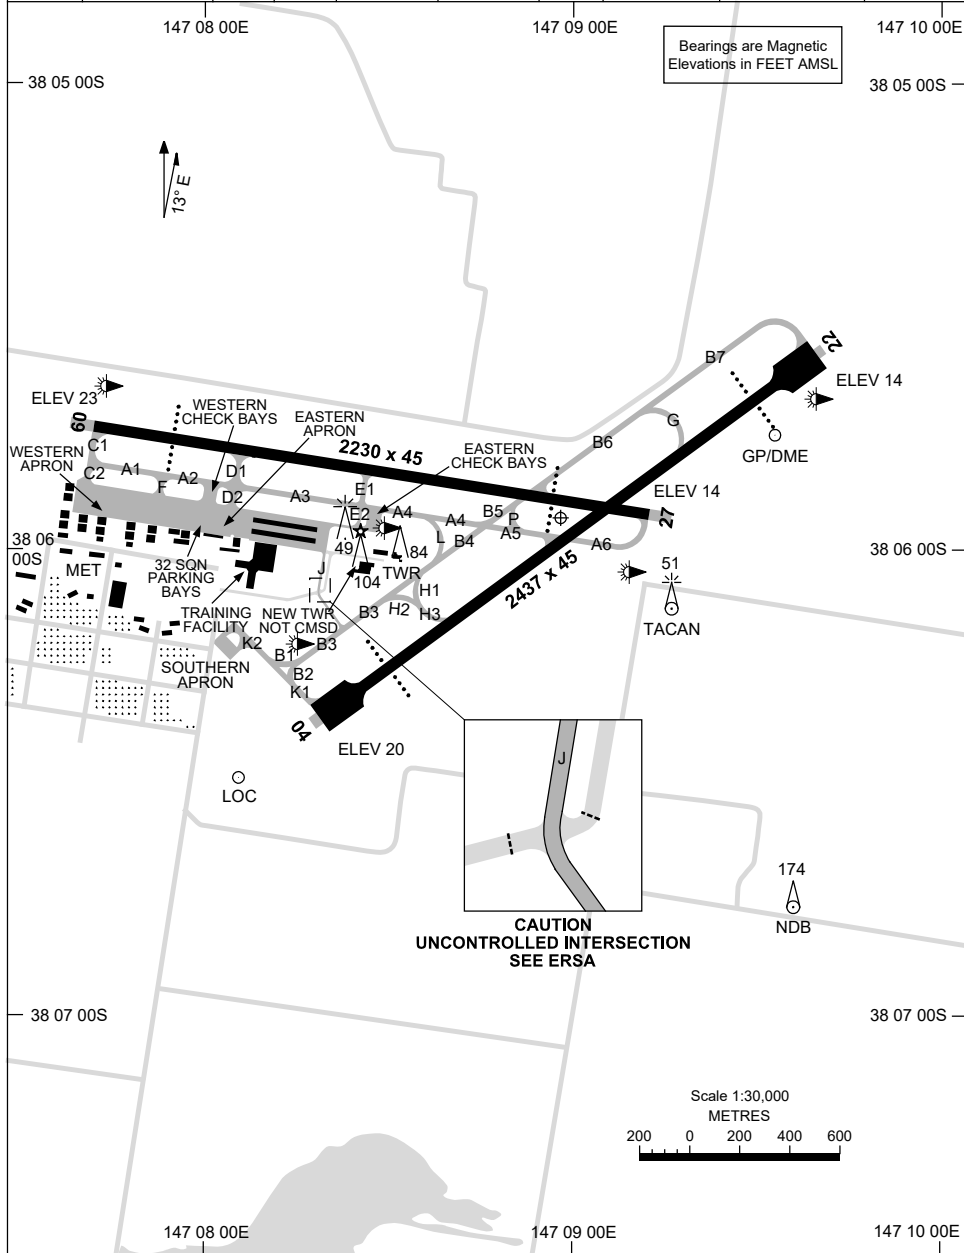 147 08 00E
147 09 00E
147 10 00E
Bearings are Magnetic
Elevations in FEET AMSL
38 05 00S
38 05 00S
13° E
22
B7
ELEV 14
ELEV 23
WESTERN
CHECK BAYS
EASTERN
APRON
09
2230 x 45
EASTERN
CHECK BAYS
B6
G
GP/DME
C1
WESTERN
APRON
C2
A1
F
A2
D1
D2
A3
E1
E2
A4
A4
L
B4
B5
P
A5
ELEV 14
27
A6
38 06
00S
38 06 00S
MET
32 SQN
PARKING
BAYS
49
84
TWR
104
J
51
TACAN
2437 x 45
H1
H2
H3
TRAINING
FACILITY
NEW TWR
NOT CMSD
B3
B3
K2
B1
B2
K1
SOUTHERN
APRON
04
ELEV 20
LOC
J
174
NDB
CAUTION
UNCONTROLLED INTERSECTION
SEE ERSA
38 07 00S
38 07 00S
Scale 1:30,000
METRES
200 0 200 400 600
147 08 00E
147 09 00E
147 10 00E